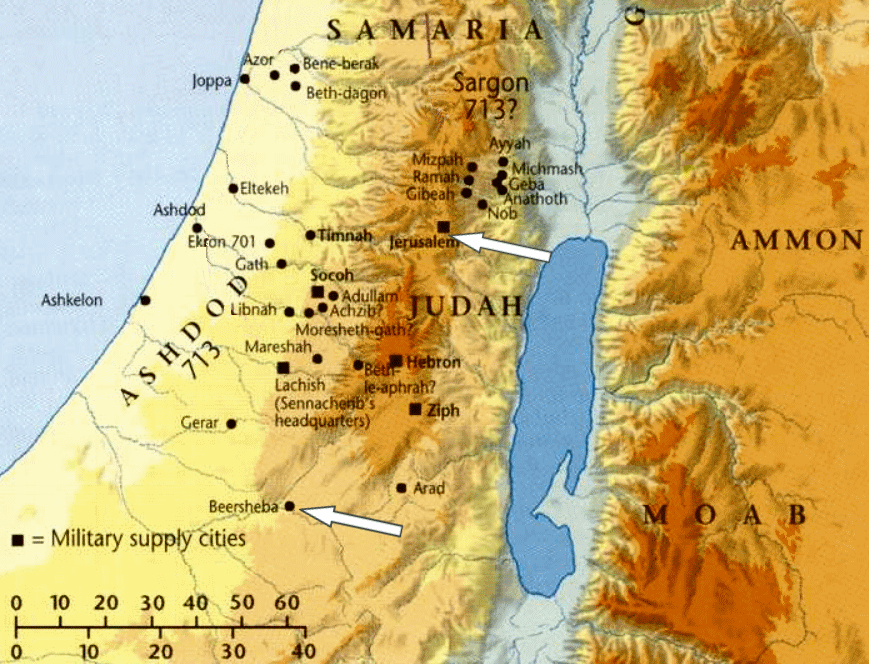 SAMARIA
G
Azor
Bene-berak
Joppa
Beth-dagon
Sargon
713?
Ayyah
Mizpah
Michmash
Ramah
Geba
Gibeah
Anathoth
Nob
Eltekeh
Ashdod
Timnah
Ekron 701
Jerusalem
AMMON
Gath
Socoh
Ashkelon
Adullam
JUDAH
Libnah
Achzib?
Moresheth-gath?
ASHDOD
713
Mareshah
Hebron
Beth-
le-aphrah?
Lachish
(Sennacherib's
headquarters)
Ziph
Gerar
Arad
Beersheba
MOAB
= Military supply cities
0 10 20 30 40 50 60
0 10 20 30 40